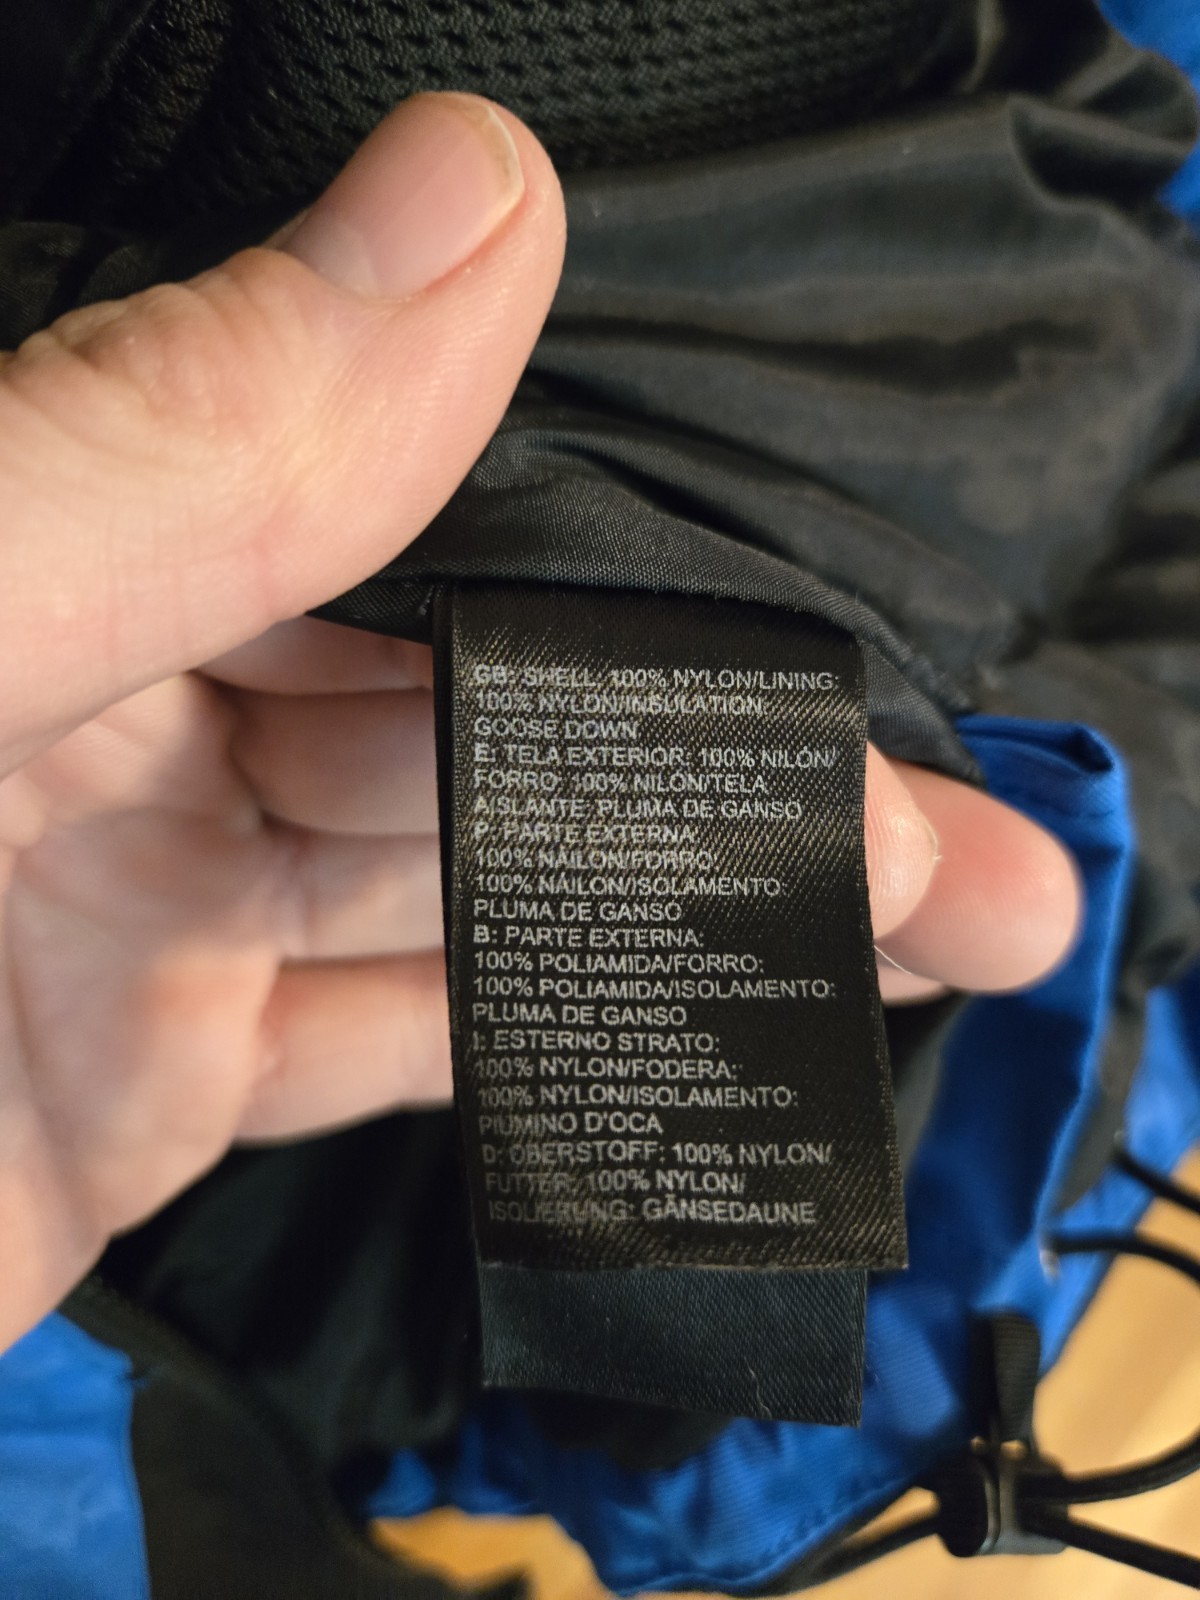 GB: SHELL: 100% NYLON/LINING:
100% NYLON/INSULATION:
GOOSE DOWN
E: TELA EXTERIOR: 100% NILÓN/
FORRO: 100% NILÓN/TELA
AISLANTE: PLUMA DE GANSO
P: PARTE EXTERNA:
100% NÁILON/FORRO:
100% NÁILON/ISOLAMENTO:
PLUMA DE GANSO
B: PARTE EXTERNA:
100% POLIAMIDA/FORRO:
100% POLIAMIDA/ISOLAMENTO:
PLUMA DE GANSO
I: ESTERNO STRATO:
100% NYLON/FODERA:
100% NYLON/ISOLAMENTO:
PIUMINO D'OCA
D: OBERSTOFF: 100% NYLON/
FUTTER: 100% NYLON/
ISOLIERUNG: GÄNSEDAUNE